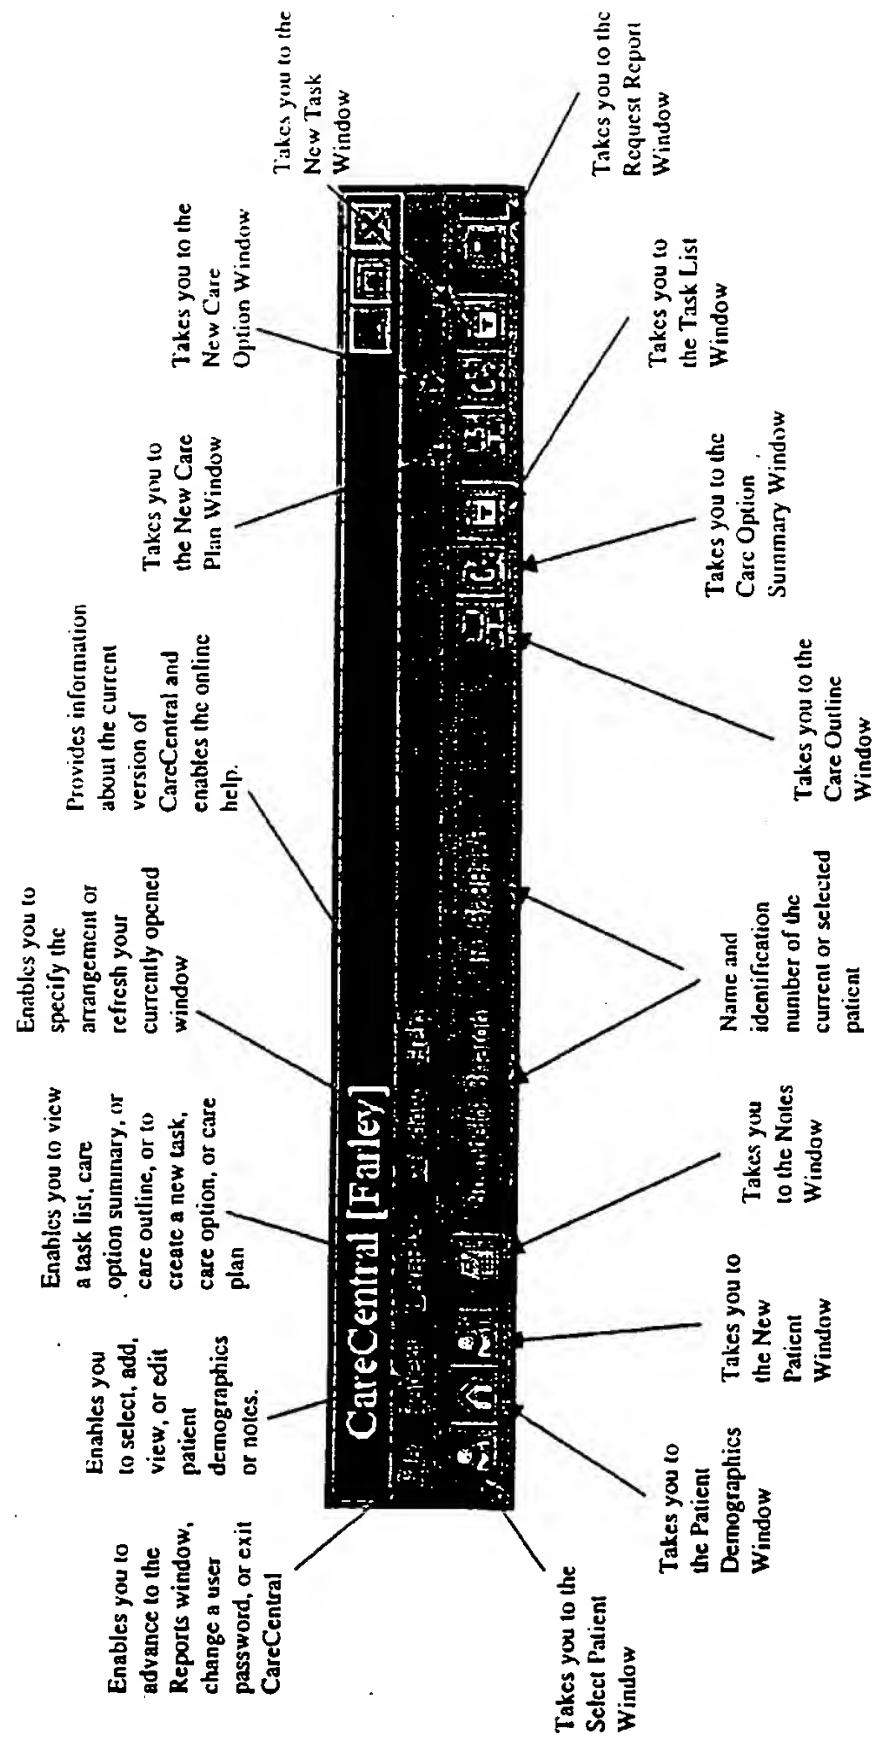 Enables you to
advance to the
Reports window,
change a user
password, or exit
CareCentral
Enables you
to select, add,
view, or edit
patient
demographics
or notes.
Enables you to view
a task list, care
option summary, or
care outline, or to
create a new task,
care option, or care
plan
Enables you to
specify the
arrangement or
refresh your
currently opened
window
Provides information
about the current
version of
CareCentral and
enables the online
help.
Takes you to
the New Care
Plan Window
Takes you to the
New Care
Option Window
Takes you to the
New Task
Window
CareCentral [Farley]
Help
Takes you to the
Select Patient
Window
Takes you to
the Patient
Demographics
Window
Takes you to
the New
Patient
Window
Takes you
to the Notes
Window
Name and
identification
number of the
current or selected
patient
Takes you to the
Care Outline
Window
Takes you to the
Care Option
Summary Window
Takes you to
the Task List
Window
Takes you to the
Request Report
Window